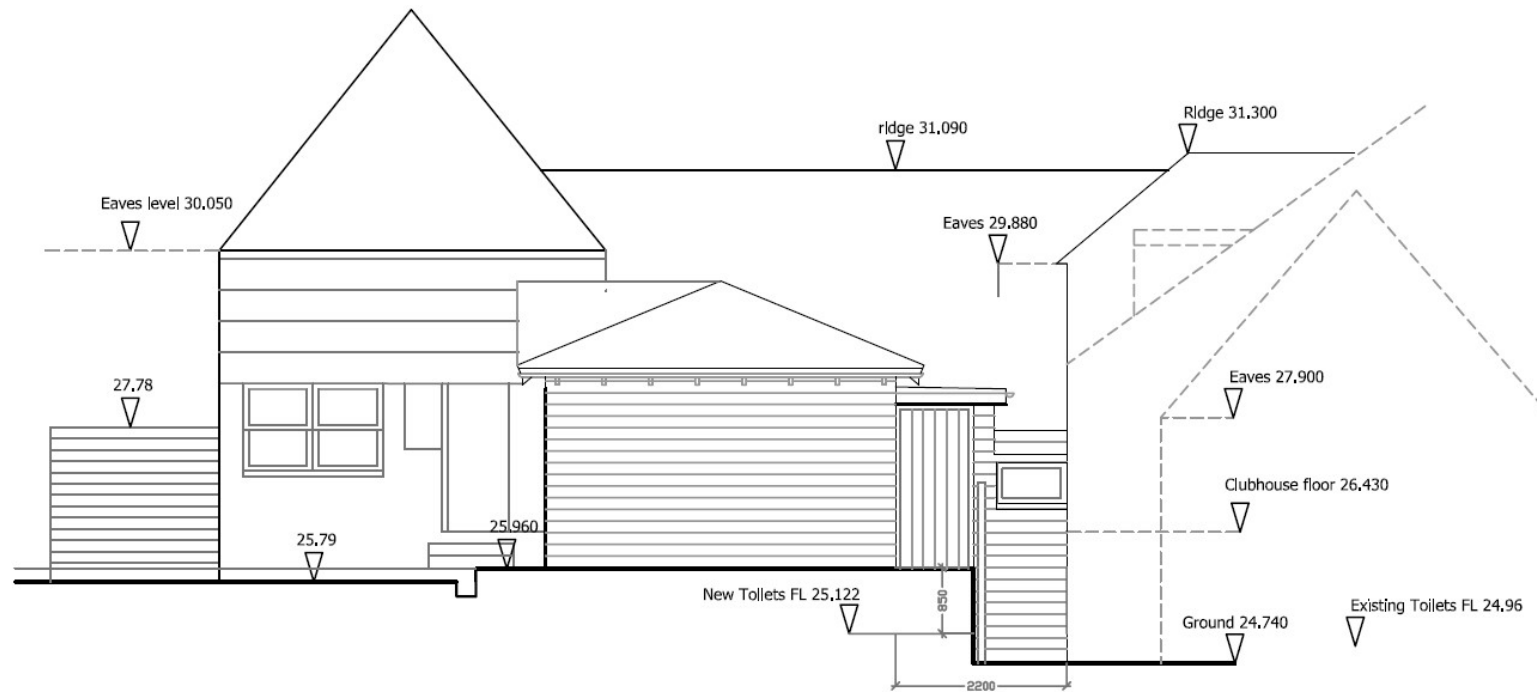 Ridge 31.300
ridge 31.090
Eaves level 30.050
Eaves 29.880
27.78
Eaves 27.900
Clubhouse floor 26.430
25.960
25.79
New Toilets FL 25.122
850
Existing Toilets FL 24.96
Ground 24.740
2200